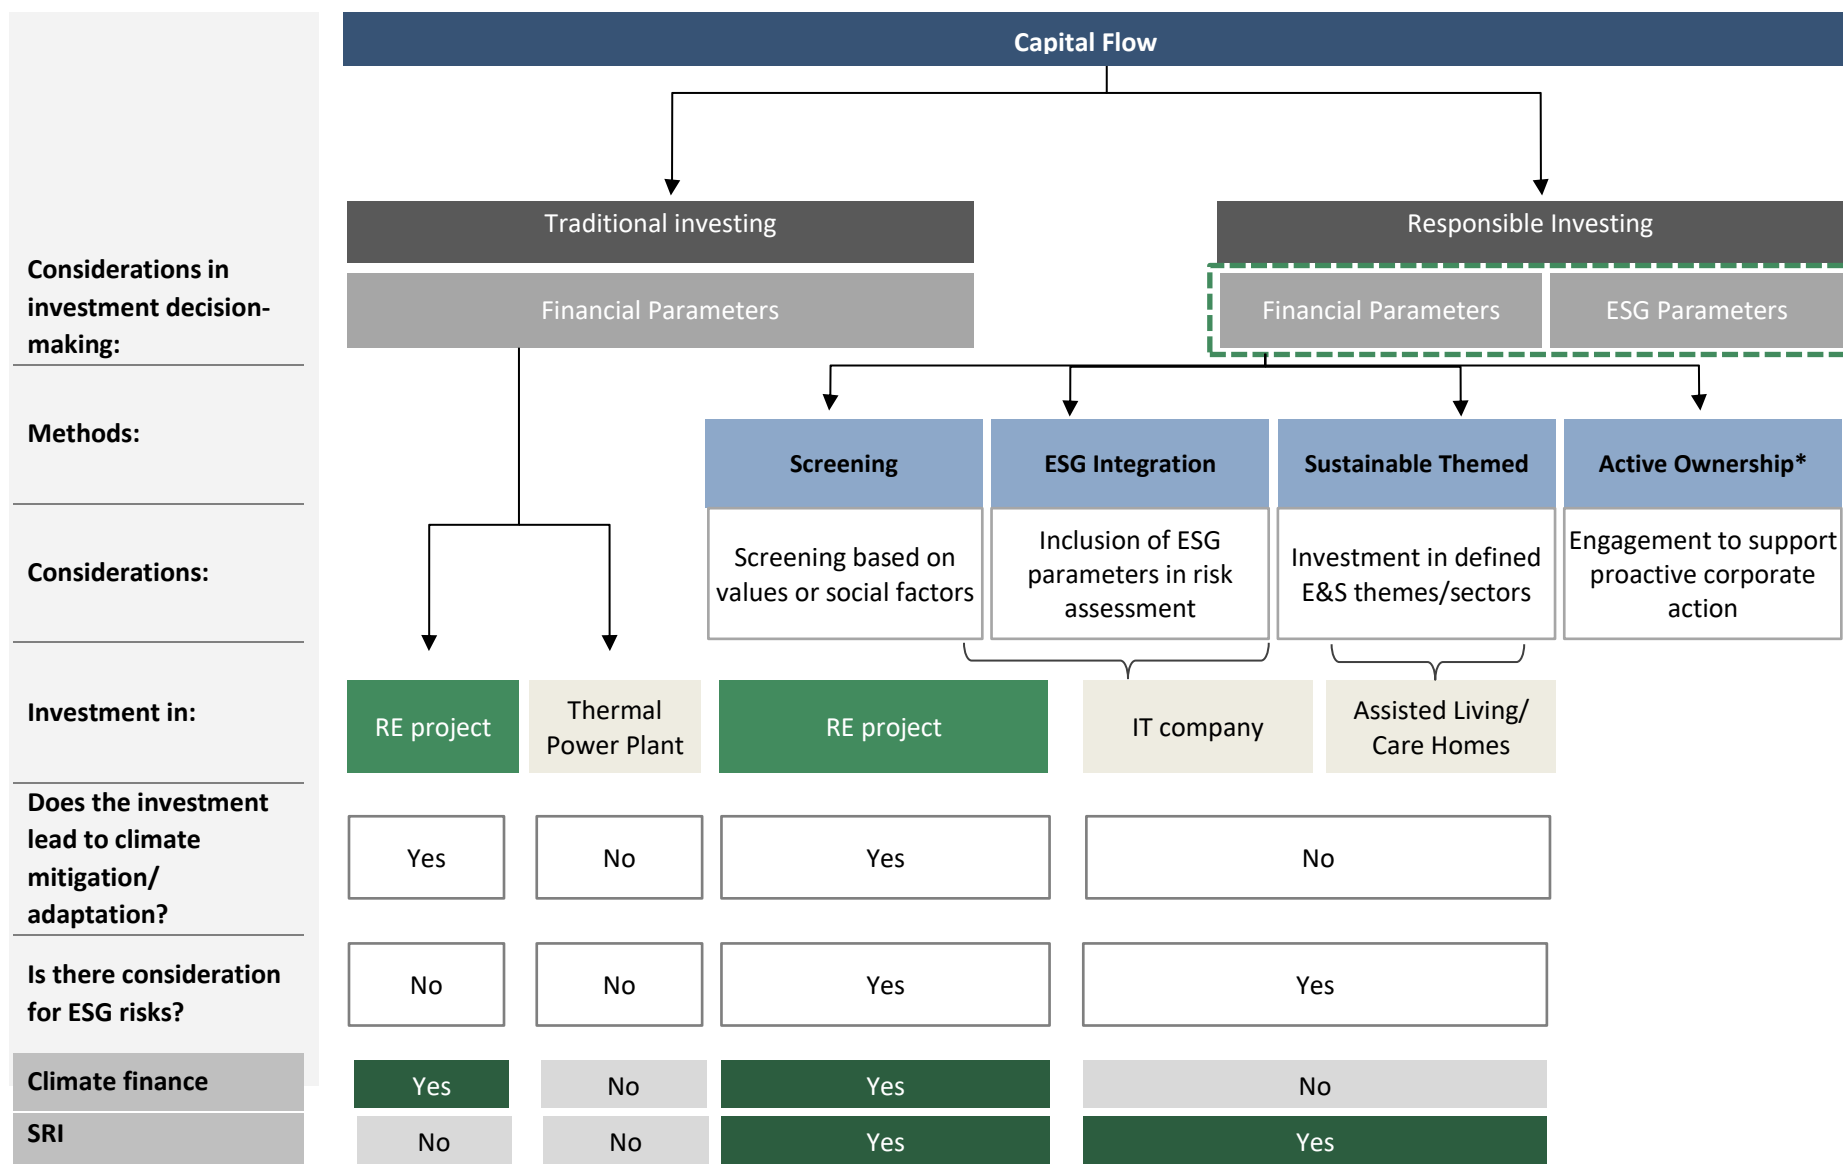 Capital Flow
Traditional investing
Responsible Investing
Considerations in
investment decision-
making:
Financial Parameters
Financial Parameters
ESG Parameters
Methods:
Screening
ESG Integration
Sustainable Themed
Active Ownership*
Considerations:
Screening based on
values or social factors
Inclusion of ESG
parameters in risk
assessment
Investment in defined
E&S themes/sectors
Engagement to support
proactive corporate
action
Investment in:
RE project
Thermal
Power Plant
RE project
IT company
Assisted Living/
Care Homes
Does the investment
lead to climate
mitigation/
adaptation?
Yes
No
Yes
No
Is there consideration
for ESG risks?
No
No
Yes
Yes
Climate finance
Yes
No
Yes
No
SRI
No
No
Yes
Yes